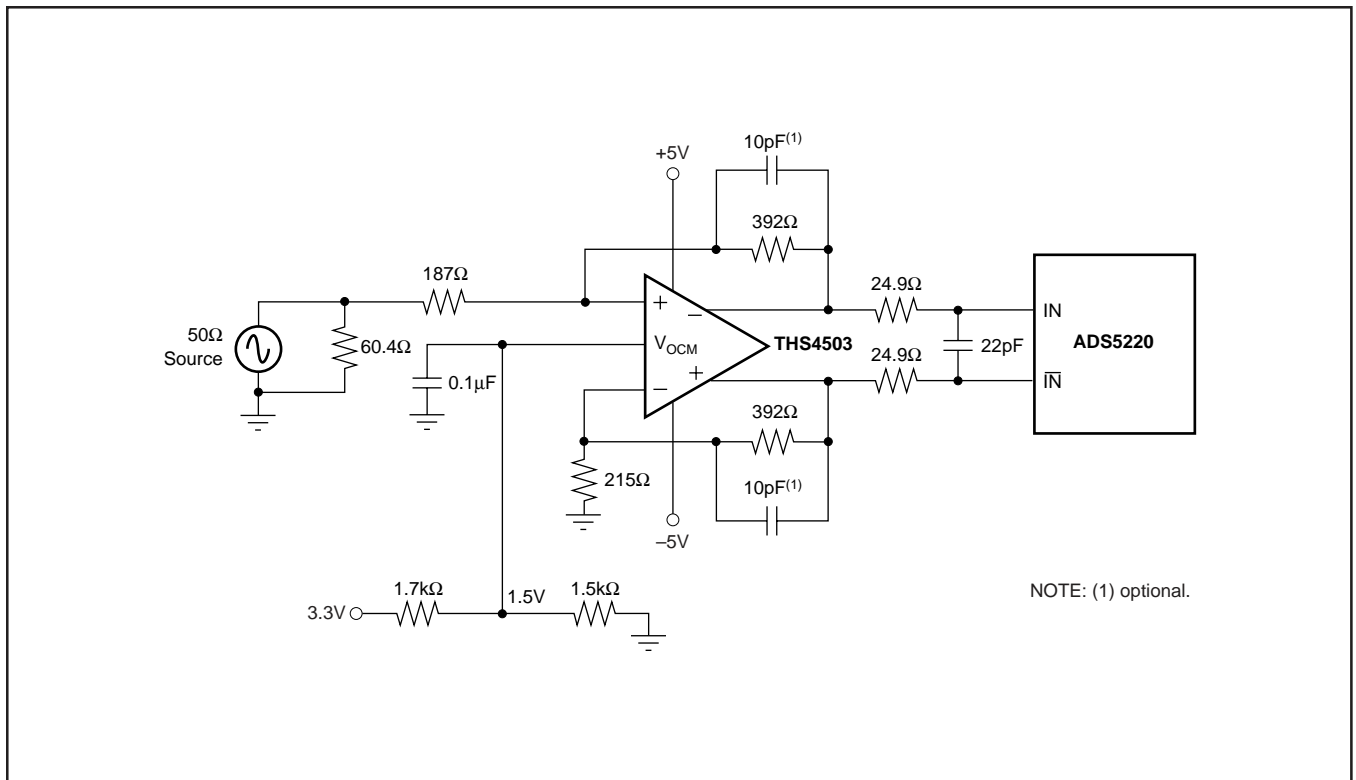 10pF(1)
+5V
392Ω
187Ω
24.9Ω
+
–
IN
50Ω
Source
60.4Ω
VOCM
THS4503
22pF
ADS5220
0.1µF
24.9Ω
+
–
IN
392Ω
215Ω
10pF(1)
–5V
1.7kΩ
1.5V
1.5kΩ
3.3V
NOTE: (1) optional.